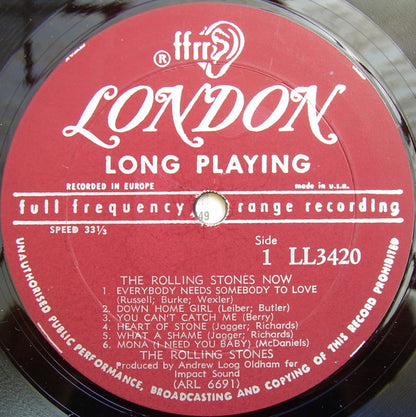 ffrr
®
LONDON
LONG PLAYING
RECORDED IN EUROPE made in u.s.a.
full frequency range recording
49
SPEED 33⅓
Side
1 LL3420
THE ROLLING STONES NOW
1. EVERYBODY NEEDS SOMEBODY TO LOVE
(Russell; Burke; Wexler)
2. DOWN HOME GIRL (Leiber; Butler)
3. YOU CAN'T CATCH ME (Berry)
4. HEART OF STONE (Jagger; Richards)
5. WHAT A SHAME (Jagger; Richards)
6. MONA (I NEED YOU BABY) (McDaniels)
THE ROLLING STONES
Produced by Andrew Loog Oldham for
Impact Sound
(ARL 6691)
UNAUTHORISED PUBLIC PERFORMANCE, BROADCASTING AND COPYING OF THIS RECORD PROHIBITED